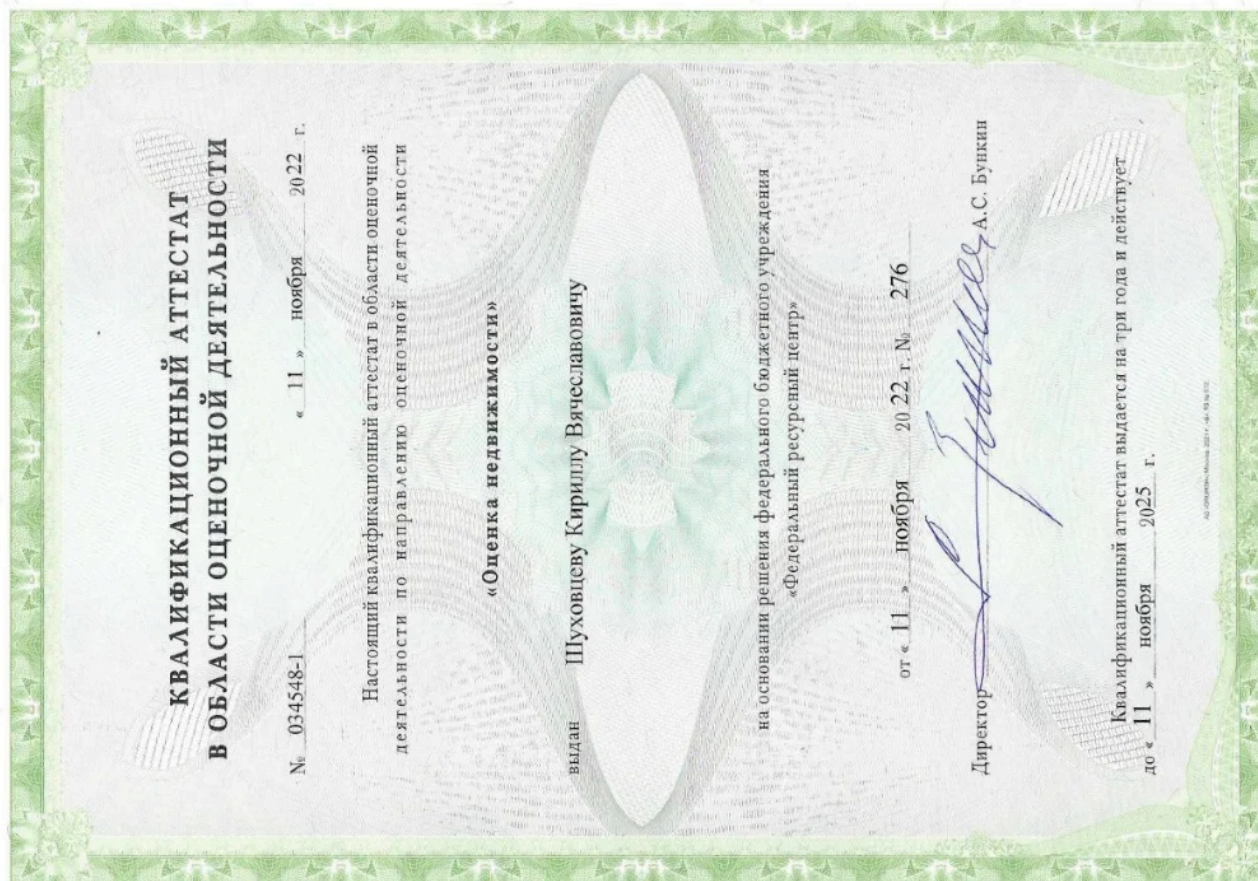 КВАЛИФИКАЦИОННЫЙ АТТЕСТАТ
В ОБЛАСТИ ОЦЕНОЧНОЙ ДЕЯТЕЛЬНОСТИ
№ 034548-1 « 11 » ноября 2022 г.
Настоящий квалификационный аттестат в области оценочной
деятельности по направлению оценочной деятельности
«Оценка недвижимости»
выдан Шуховцеву Кириллу Вячеславовичу
на основании решения федерального бюджетного учреждения
«Федеральный ресурсный центр»
от « 11 » ноября 20 22 г. № 276
Директор А.С. Бункин
Квалификационный аттестат выдается на три года и действует
до « 11 » ноября 2025 г.